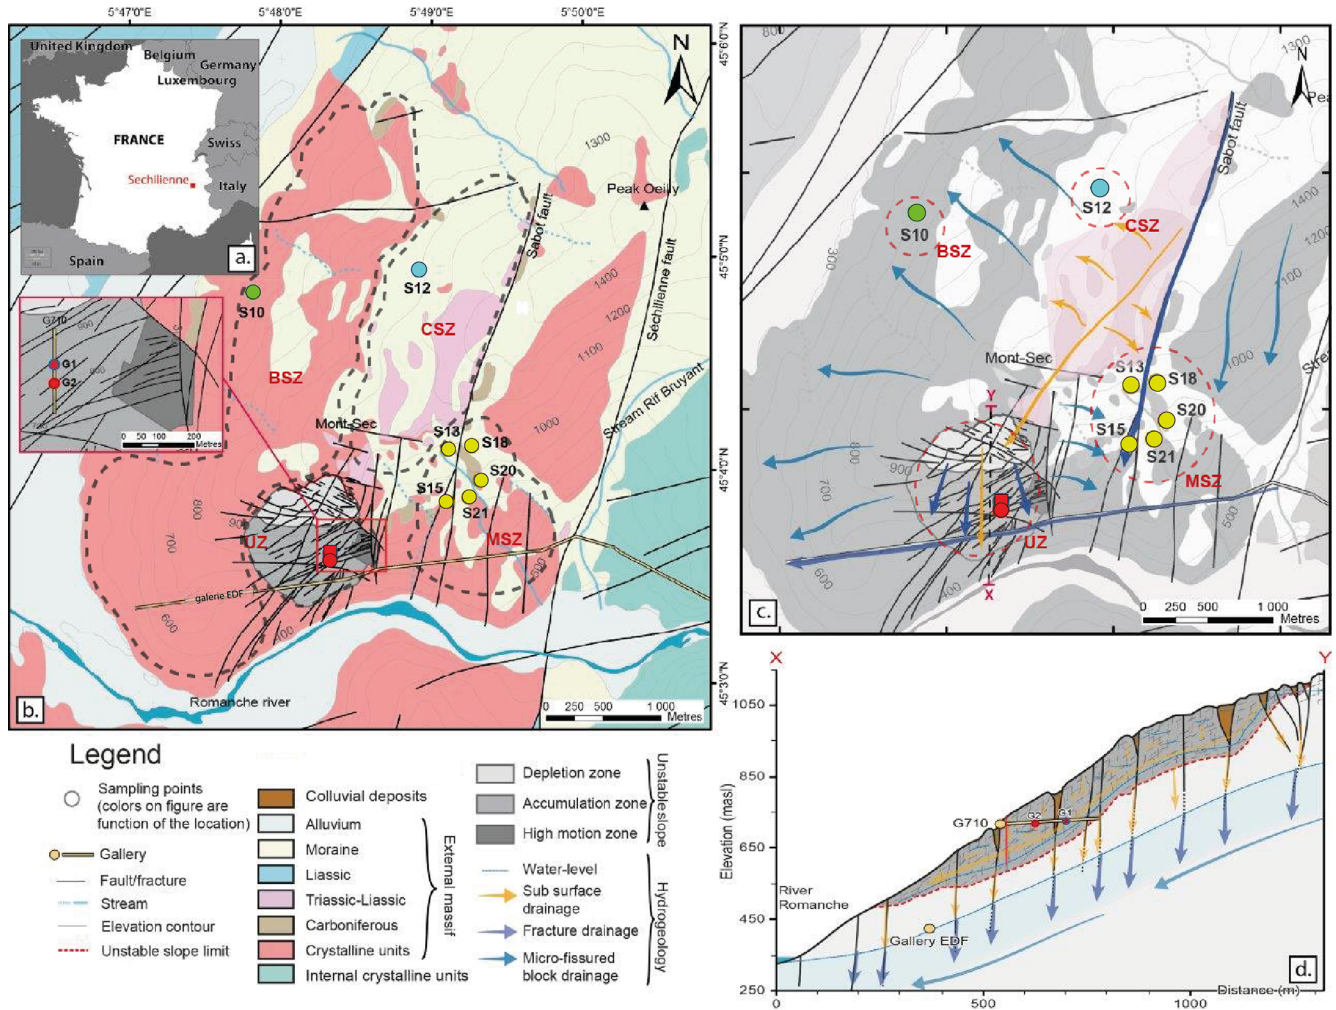 5°47'0"E
5°48'0"E
5°49'0"E
5°50'0"E
United Kingdom
Belgium
Germany
Luxembourg
FRANCE
Swiss
Sechilienne
Italy
Spain
a.
N
1300
Peak Oeilly
Sabot fault
Séchilienne fault
1400
1200
1100
1000
S12
S10
CSZ
BSZ
G710
900
G1
G2
0 50 100 200
Metres
Mont-Sec
S13
S18
S20
S15
S21
MSZ
Stream Rif Bruyant
800
700
900
UZ
600
500
400
galerie EDF
Romanche river
b.
0 250 500 1 000
Metres
45°6'0"N
45°5'0"N
45°4'0"N
45°3'0"N
800
1300
N
Sabot fault
1400
1200
S12
CSZ
S10
BSZ
300
1000
Mont-Sec
S13
S18
S20
S15
S21
MSZ
Y
800
900
700
UZ
600
500
400
X
c.
0 250 500 1 000
Metres
Legend
Sampling points
(colors on figure are
function of the location)
Gallery
Fault/fracture
Stream
Elevation contour
Unstable slope limit
Colluvial deposits
Alluvium
Moraine
Liassic
Triassic-Liassic
Carboniferous
Crystalline units
Internal crystalline units
External massif
Depletion zone
Accumulation zone
High motion zone
Unstable slope
Water-level
Sub surface
drainage
Fracture drainage
Micro-fissured
block drainage
Hydrogeology
X
Y
Elevation (masl)
1050
850
650
450
250
G710
G2
G1
River
Romanche
Gallery EDF
d.
0
500
1000
Distance (m)